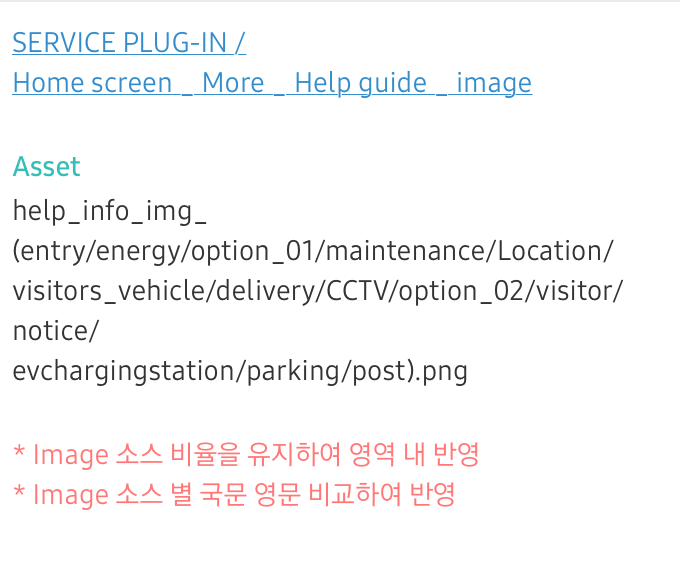 SERVICE PLUG-IN /
Home screen _ More _ Help guide _ image
Asset
help_info_img_
(entry/energy/option_01/maintenance/Location/
visitors_vehicle/delivery/CCTV/option_02/visitor/
notice/
evchargingstation/parking/post).png
* Image 소스 비율을 유지하여 영역 내 반영
* Image 소스 별 국문 영문 비교하여 반영